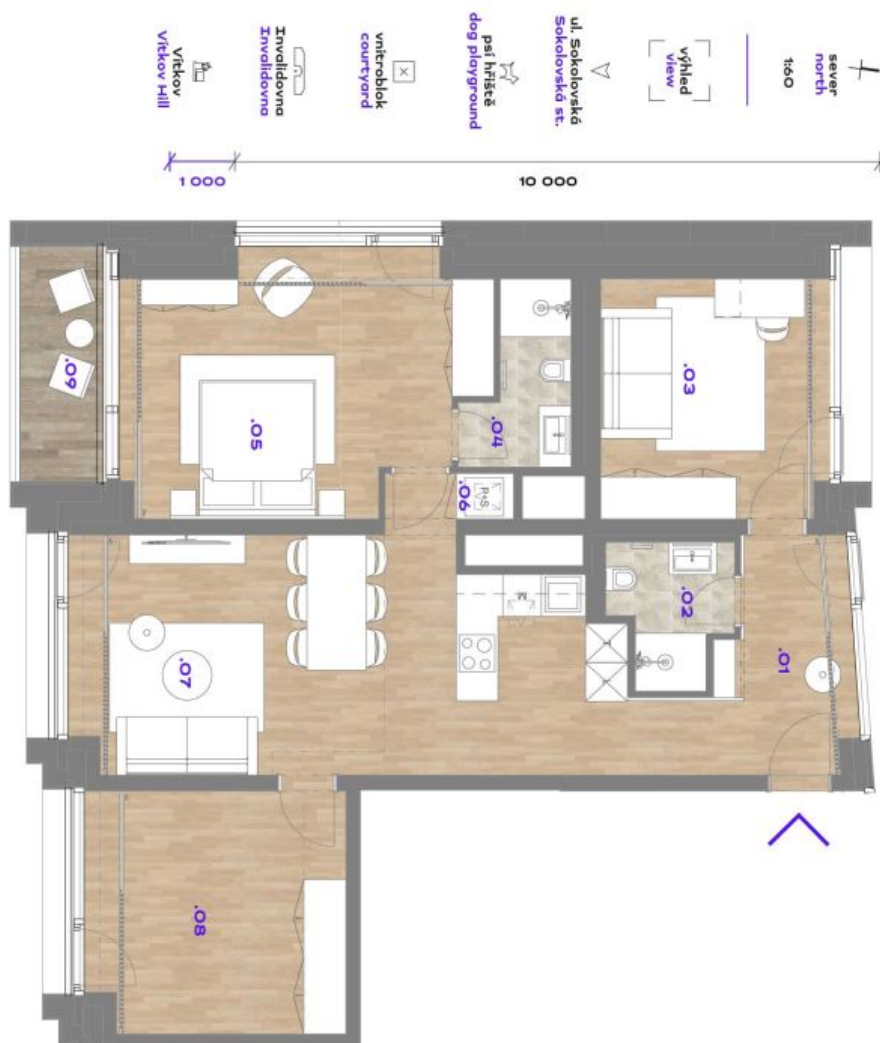 sever
north
1:60
výhled
view
ul. Sokolovská
Sokolovská st.
psí hřiště
dog playground
vnitroblok
courtyard
Invalidovna
Invalidovna
Vítkov
Vítkov Hill
1 000
10 000
.09
.05
.04
.03
.06
P+S
.02
M
.07
.01
.08